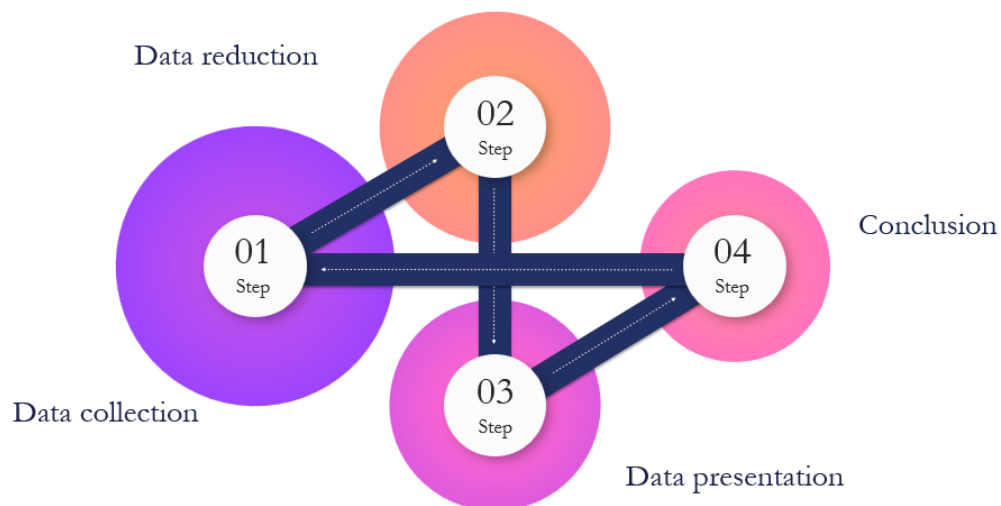 Data reduction
02
Step
01
Step
04
Step
Conclusion
03
Step
Data collection
Data presentation